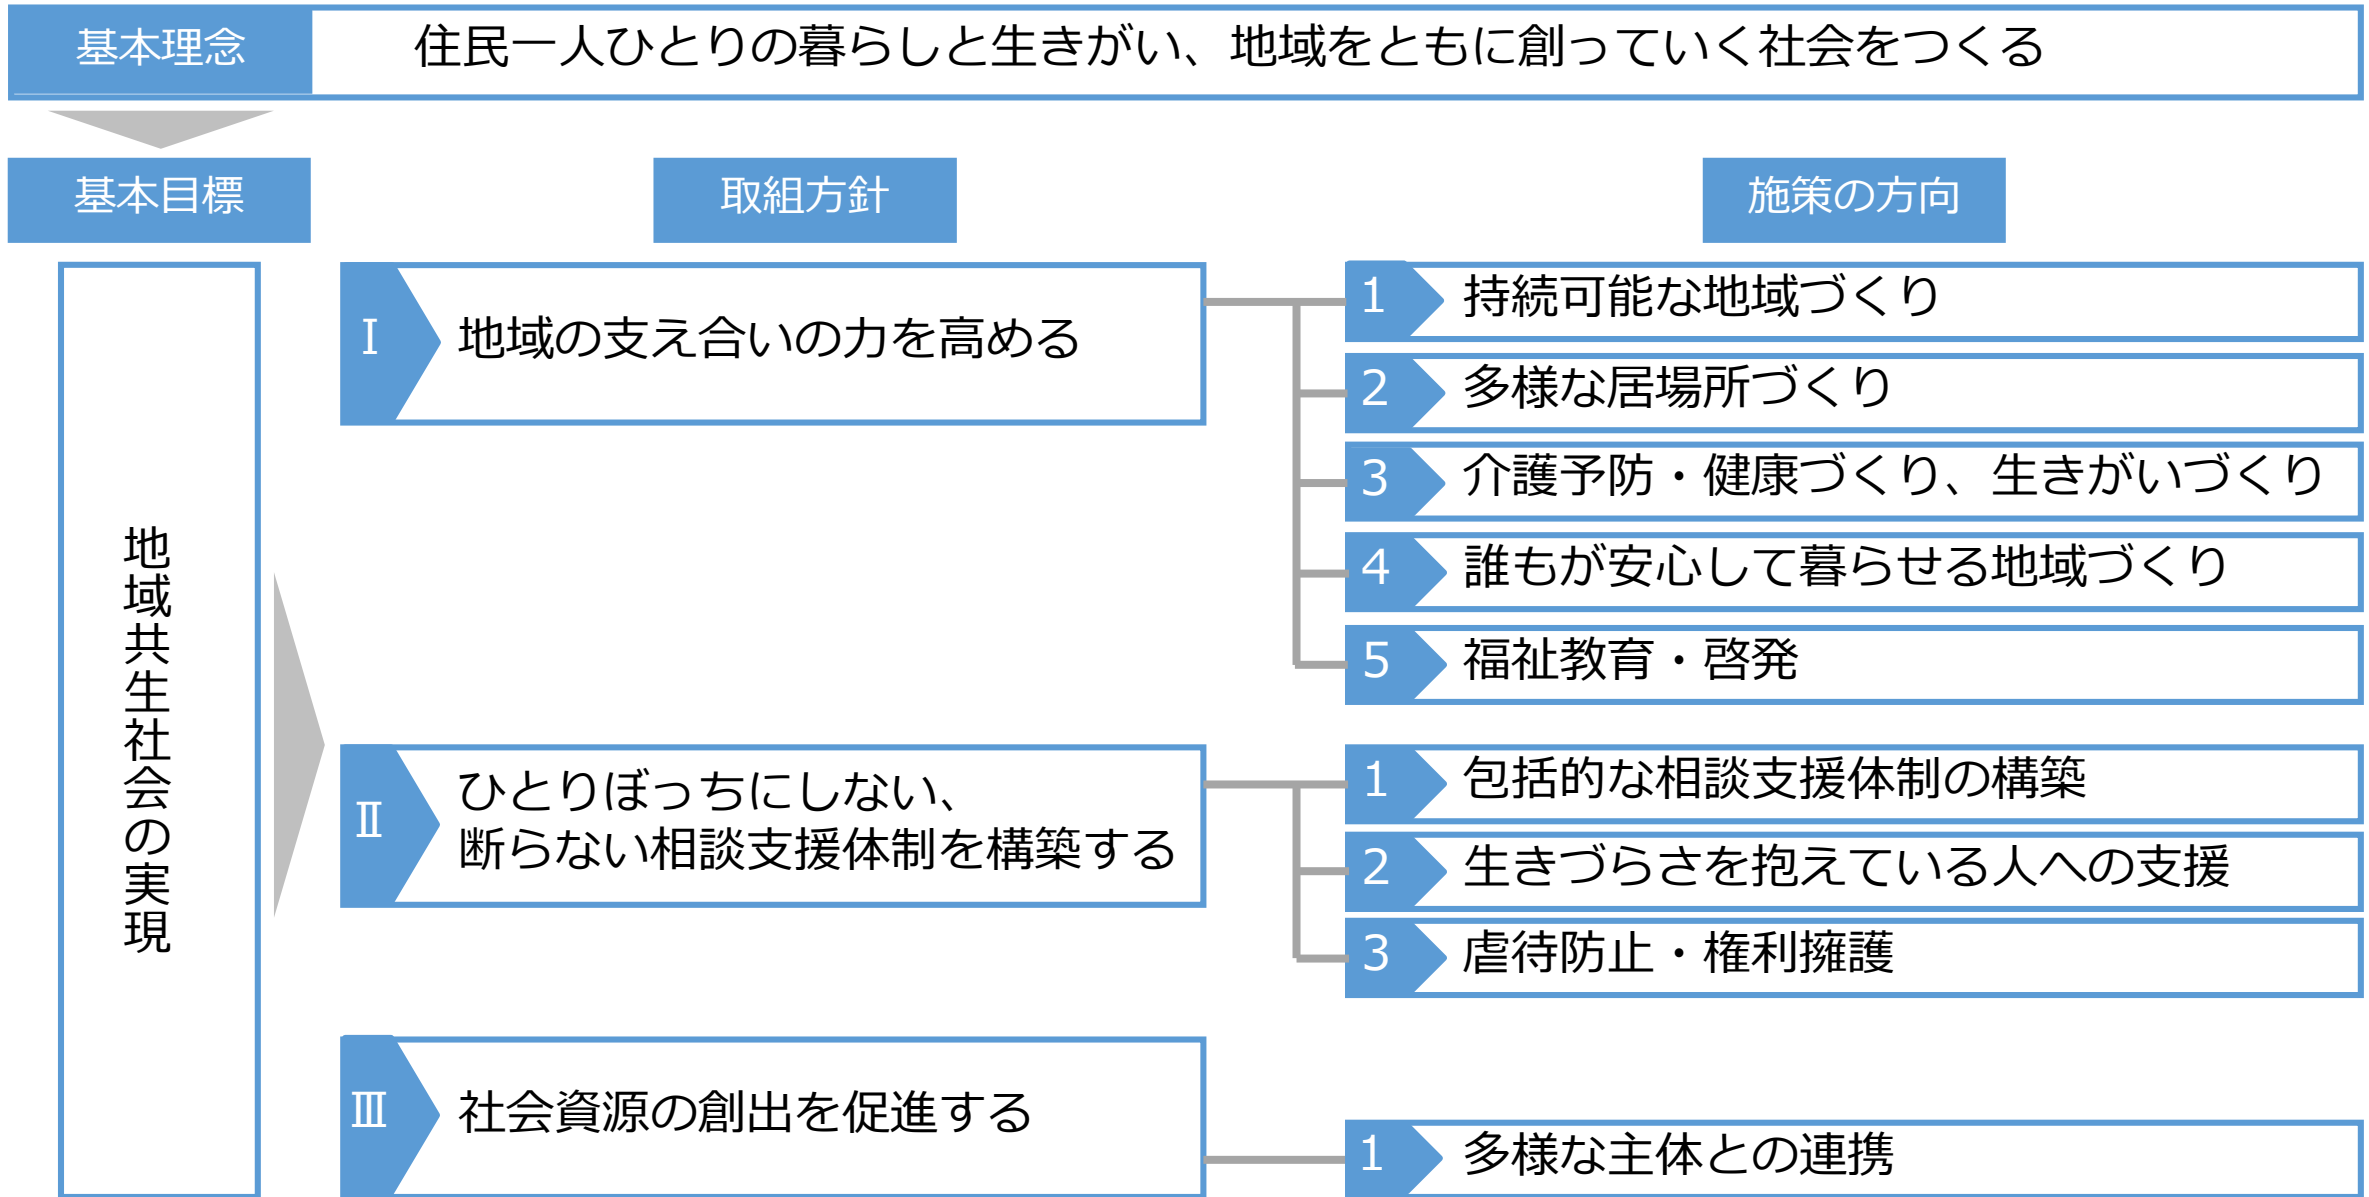 基本理念
住民一人ひとりの暮らしと生きがい、地域をともに創っていく社会をつくる
基本目標
取組方針
施策の方向
地域共生社会の実現
Ⅰ
地域の支え合いの力を高める
1
持続可能な地域づくり
2
多様な居場所づくり
3
介護予防・健康づくり、生きがいづくり
4
誰もが安心して暮らせる地域づくり
5
福祉教育・啓発
Ⅱ
ひとりぼっちにしない、
断らない相談支援体制を構築する
1
包括的な相談支援体制の構築
2
生きづらさを抱えている人への支援
3
虐待防止・権利擁護
Ⅲ
社会資源の創出を促進する
1
多様な主体との連携